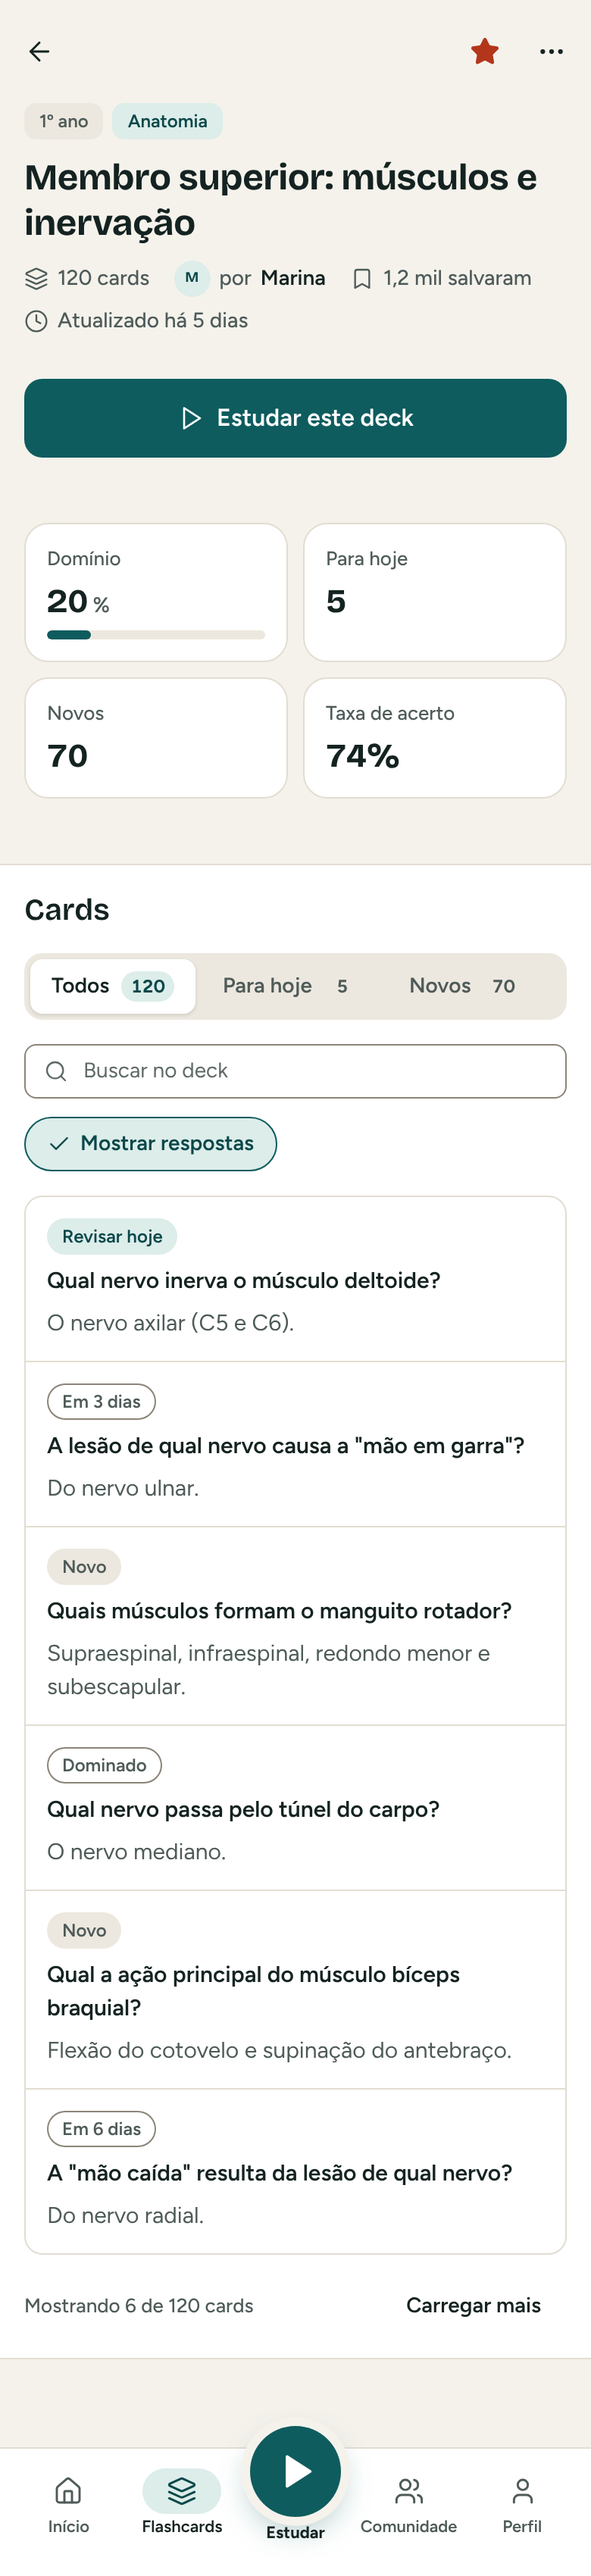 1º ano
Anatomia
Membro superior: músculos e
inervação
120 cards
M por Marina
1,2 mil salvaram
Atualizado há 5 dias
Estudar este deck
Domínio
20 %
Para hoje
5
Novos
70
Taxa de acerto
74%
Cards
Todos 120
Para hoje 5
Novos 70
Buscar no deck
Mostrar respostas
Revisar hoje
Qual nervo inerva o músculo deltoide?
O nervo axilar (C5 e C6).
Em 3 dias
A lesão de qual nervo causa a "mão em garra"?
Do nervo ulnar.
Novo
Quais músculos formam o manguito rotador?
Supraespinal, infraespinal, redondo menor e
subescapular.
Dominado
Qual nervo passa pelo túnel do carpo?
O nervo mediano.
Novo
Qual a ação principal do músculo bíceps
braquial?
Flexão do cotovelo e supinação do antebraço.
Em 6 dias
A "mão caída" resulta da lesão de qual nervo?
Do nervo radial.
Mostrando 6 de 120 cards
Carregar mais
Início
Flashcards
Estudar
Comunidade
Perfil